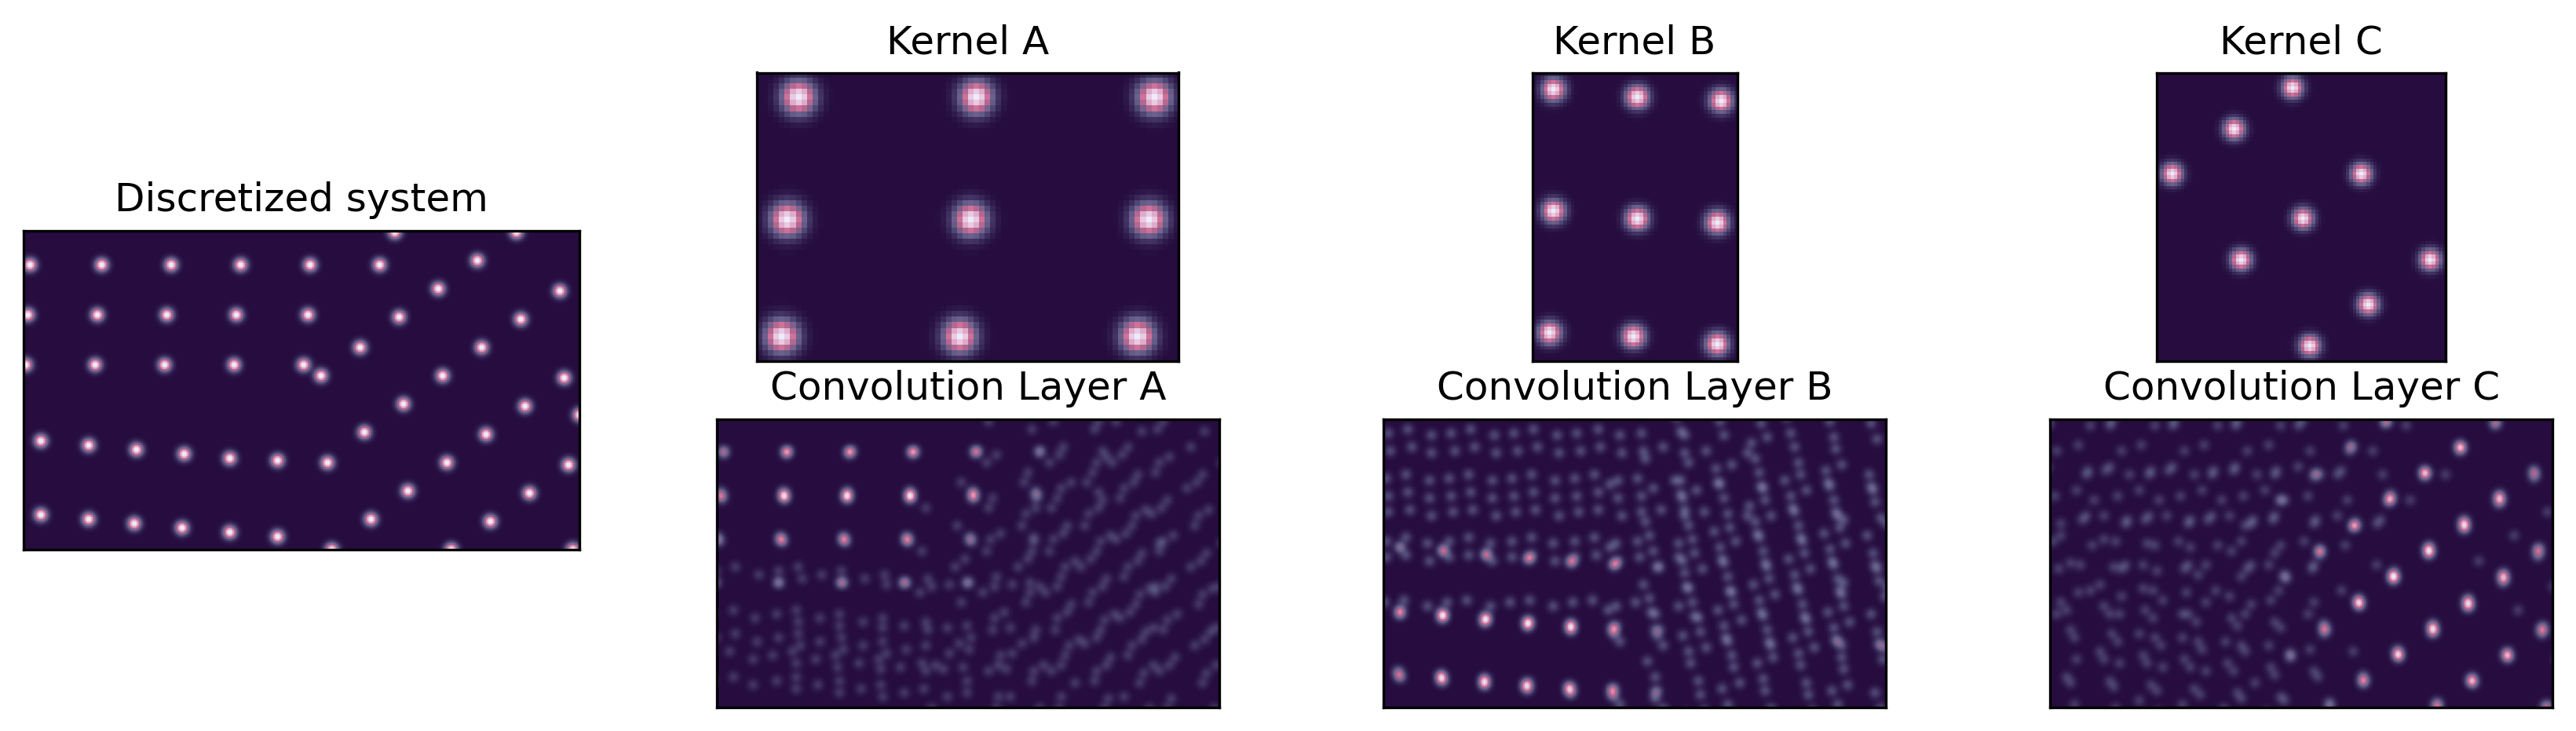 Discretized system
Kernel A
Kernel B
Kernel C
Convolution Layer A
Convolution Layer B
Convolution Layer C